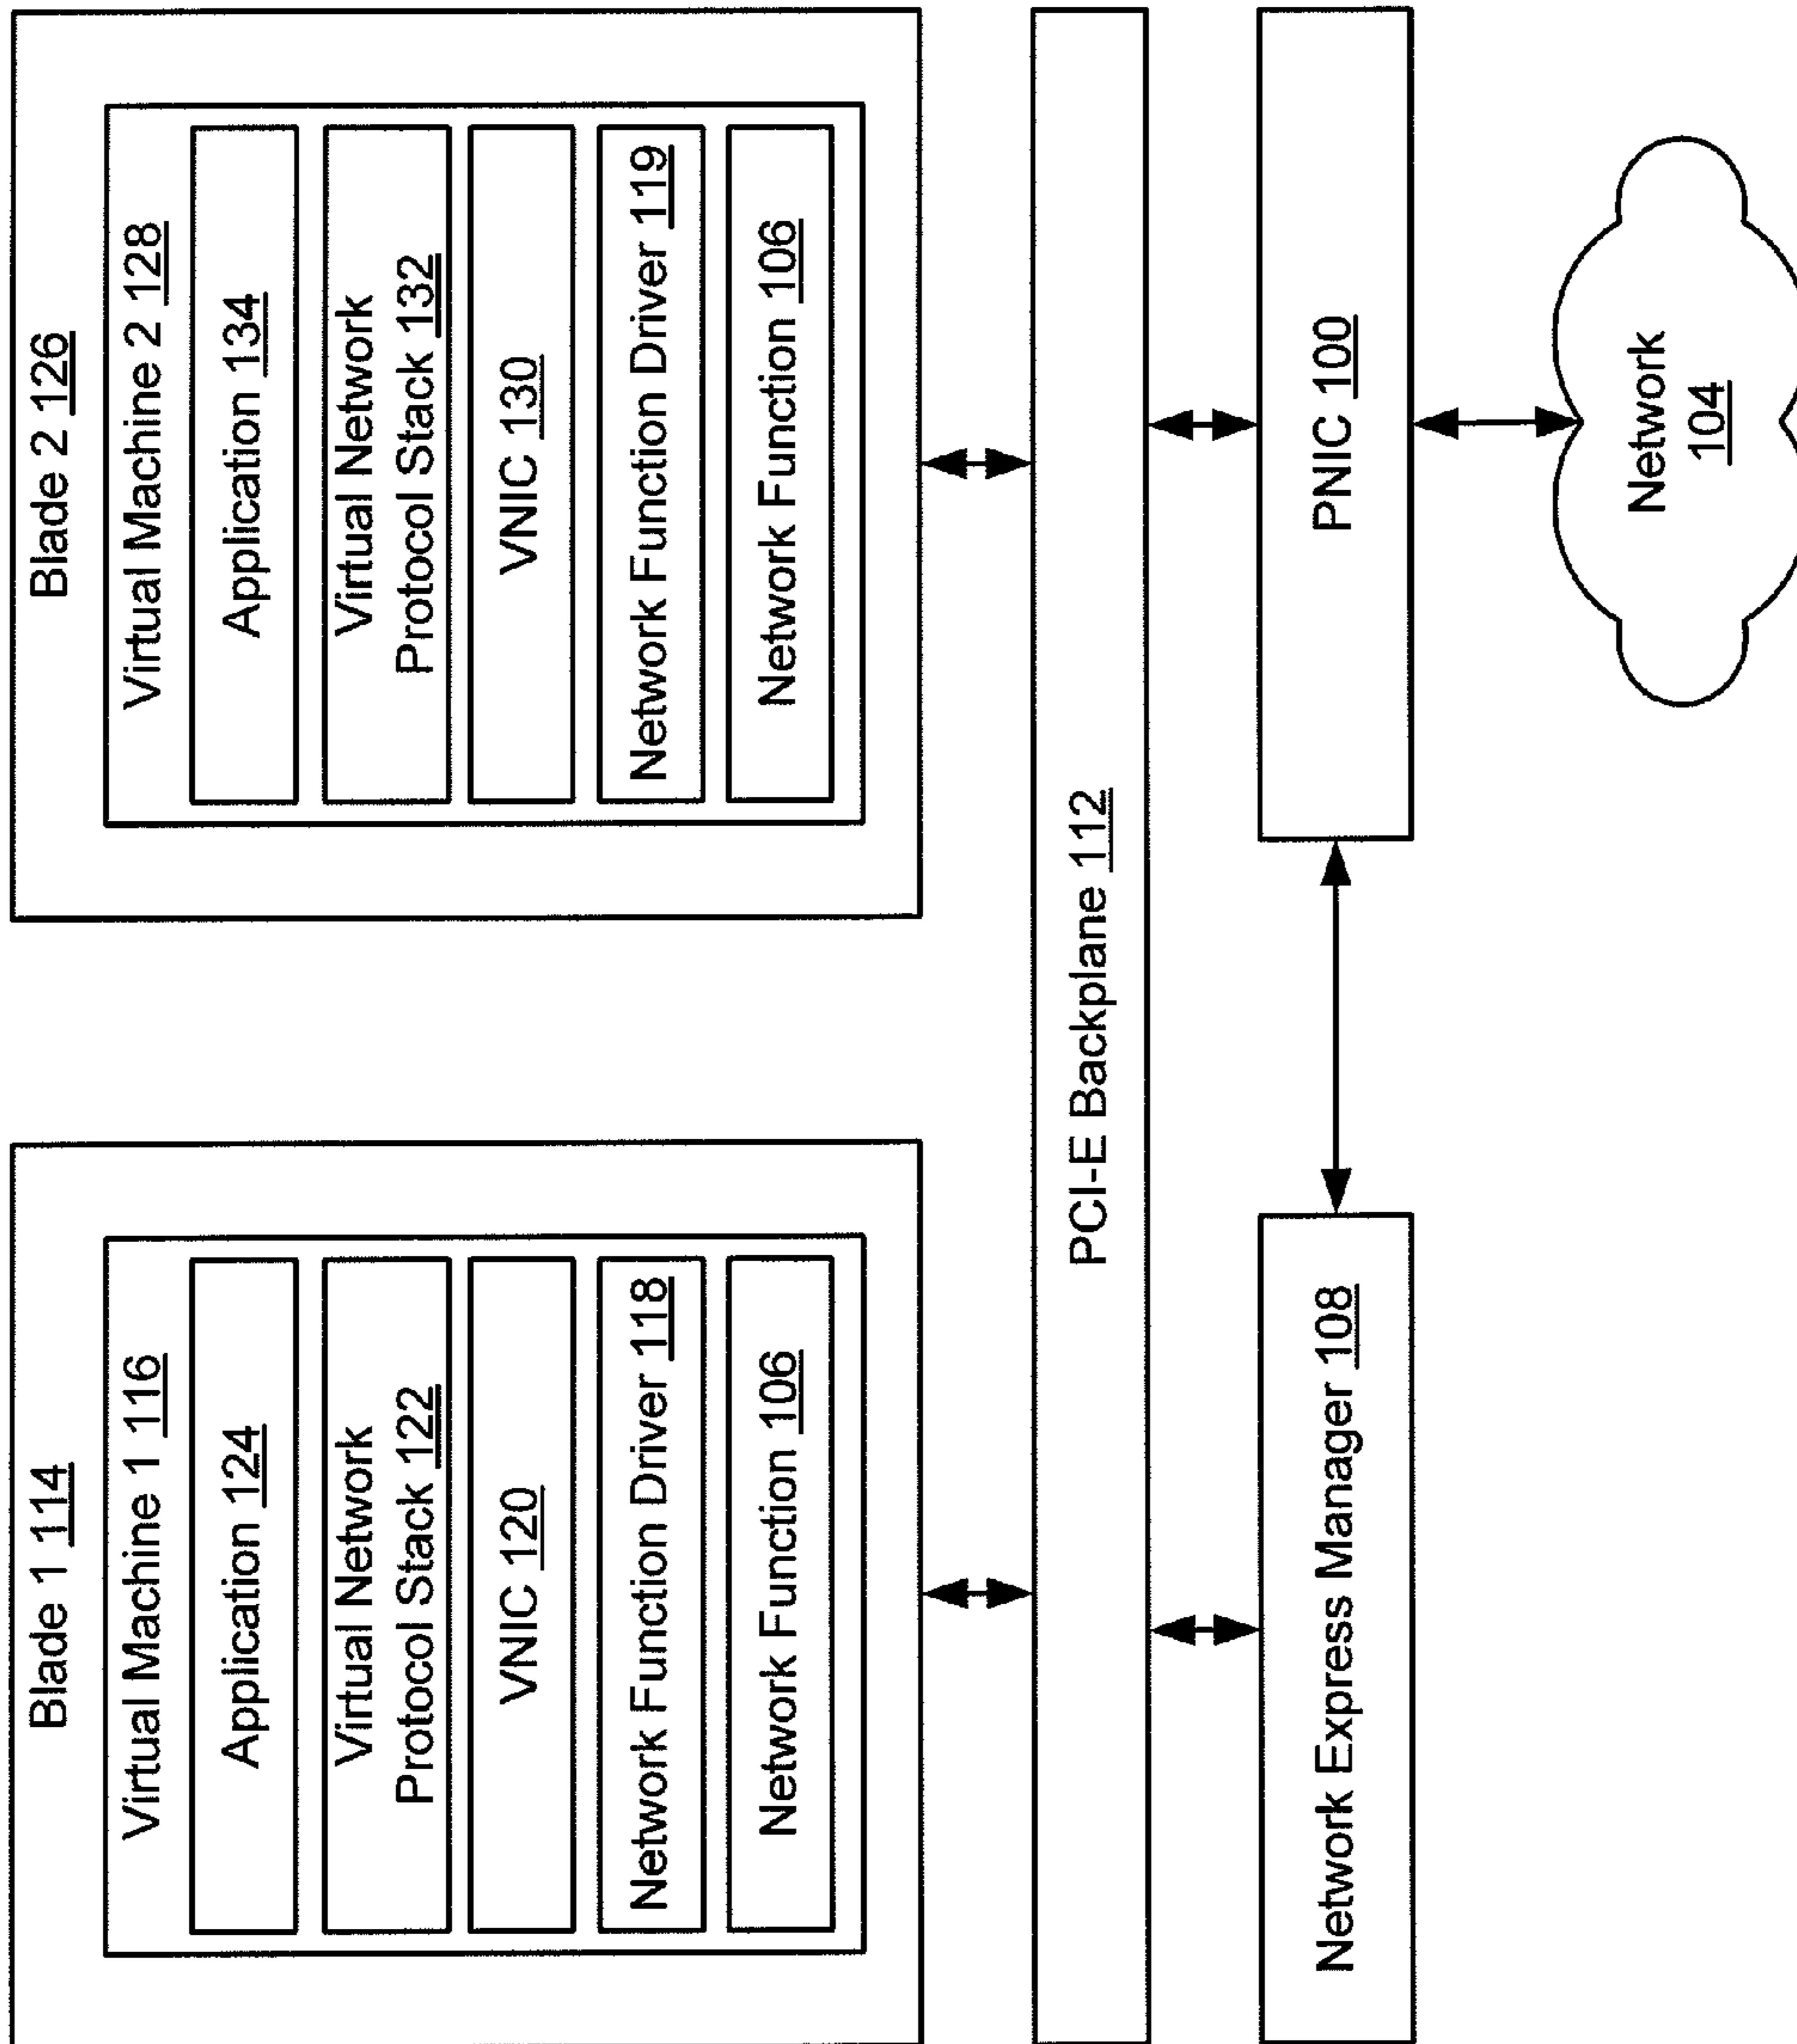 Blade 1 114
Virtual Machine 1 116
Application 124
Virtual Network
Protocol Stack 122
VNIC 120
Network Function Driver 118
Network Function 106
Blade 2 126
Virtual Machine 2 128
Application 134
Virtual Network
Protocol Stack 132
VNIC 130
Network Function Driver 119
Network Function 106
PCI-E Backplane 112
Network Express Manager 108
PNIC 100
Network
104